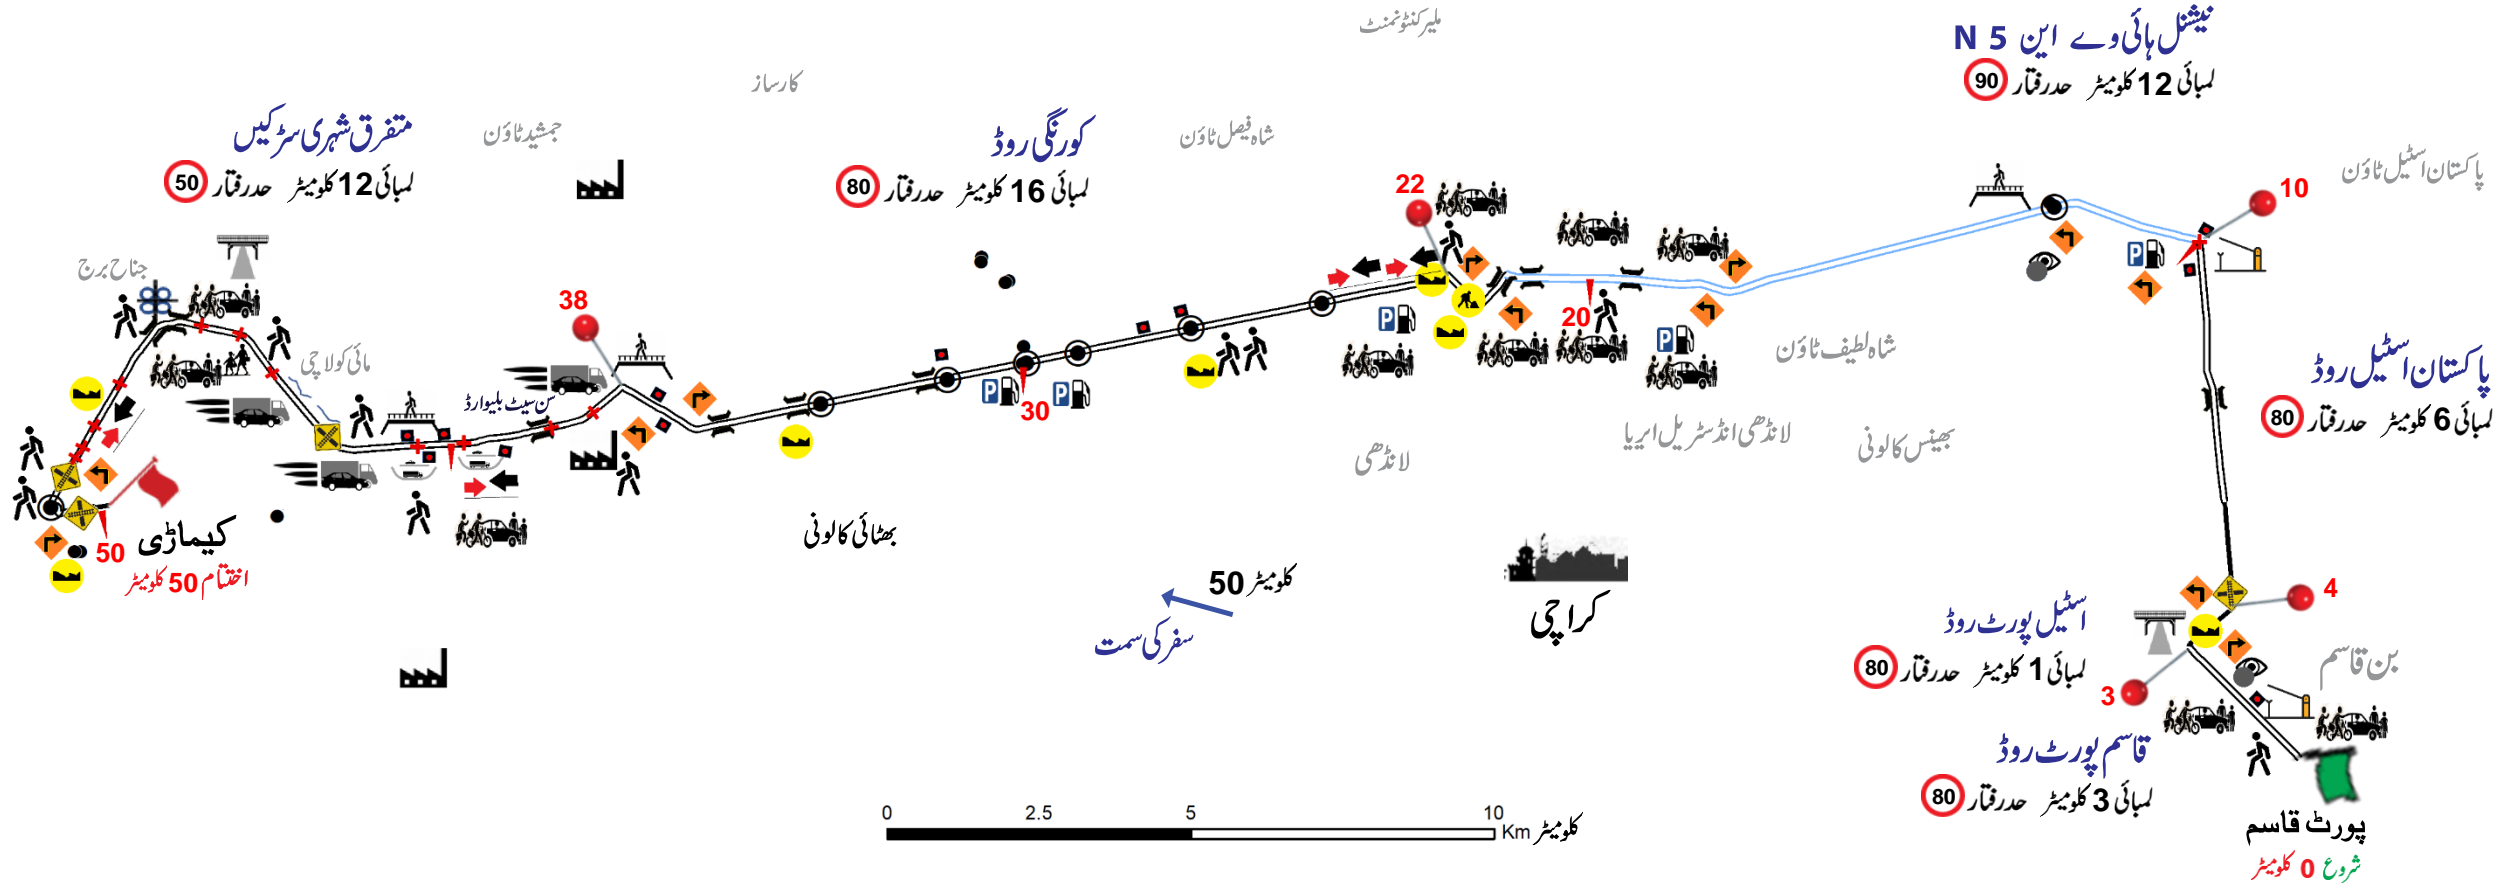 ملیر کنٹونمنٹ
نیشنل ہائی وے این N 5
لمبائی 12 کلومیٹر حدرفتار 90
کارساز
متفرق شہری سڑکیں
لمبائی 12 کلومیٹر حدرفتار 50
جمشید ٹاؤن
کورنگی روڈ
لمبائی 16 کلومیٹر حدرفتار 80
شاہ فیصل ٹاؤن
پاکستان اسٹیل ٹاؤن
22
10
جناح برج
38
20
مائی کولاچی
سن سیٹ بلیوارڈ
30
شاہ لطیف ٹاؤن
پاکستان اسٹیل روڈ
لمبائی 6 کلومیٹر حدرفتار 80
لانڈھی
لانڈھی انڈسٹریل ایریا
بھینس کالونی
50
کیماڑی
اختتام 50 کلومیٹر
بھٹائی کالونی
50 کلومیٹر
سفر کی سمت
کراچی
4
اسٹیل پورٹ روڈ
لمبائی 1 کلومیٹر حدرفتار 80
بن قاسم
3
قاسم پورٹ روڈ
لمبائی 3 کلومیٹر حدرفتار 80
پورٹ قاسم
شروع 0 کلومیٹر
0 2.5 5 10
Km کلومیٹر
P
P
P
P
P